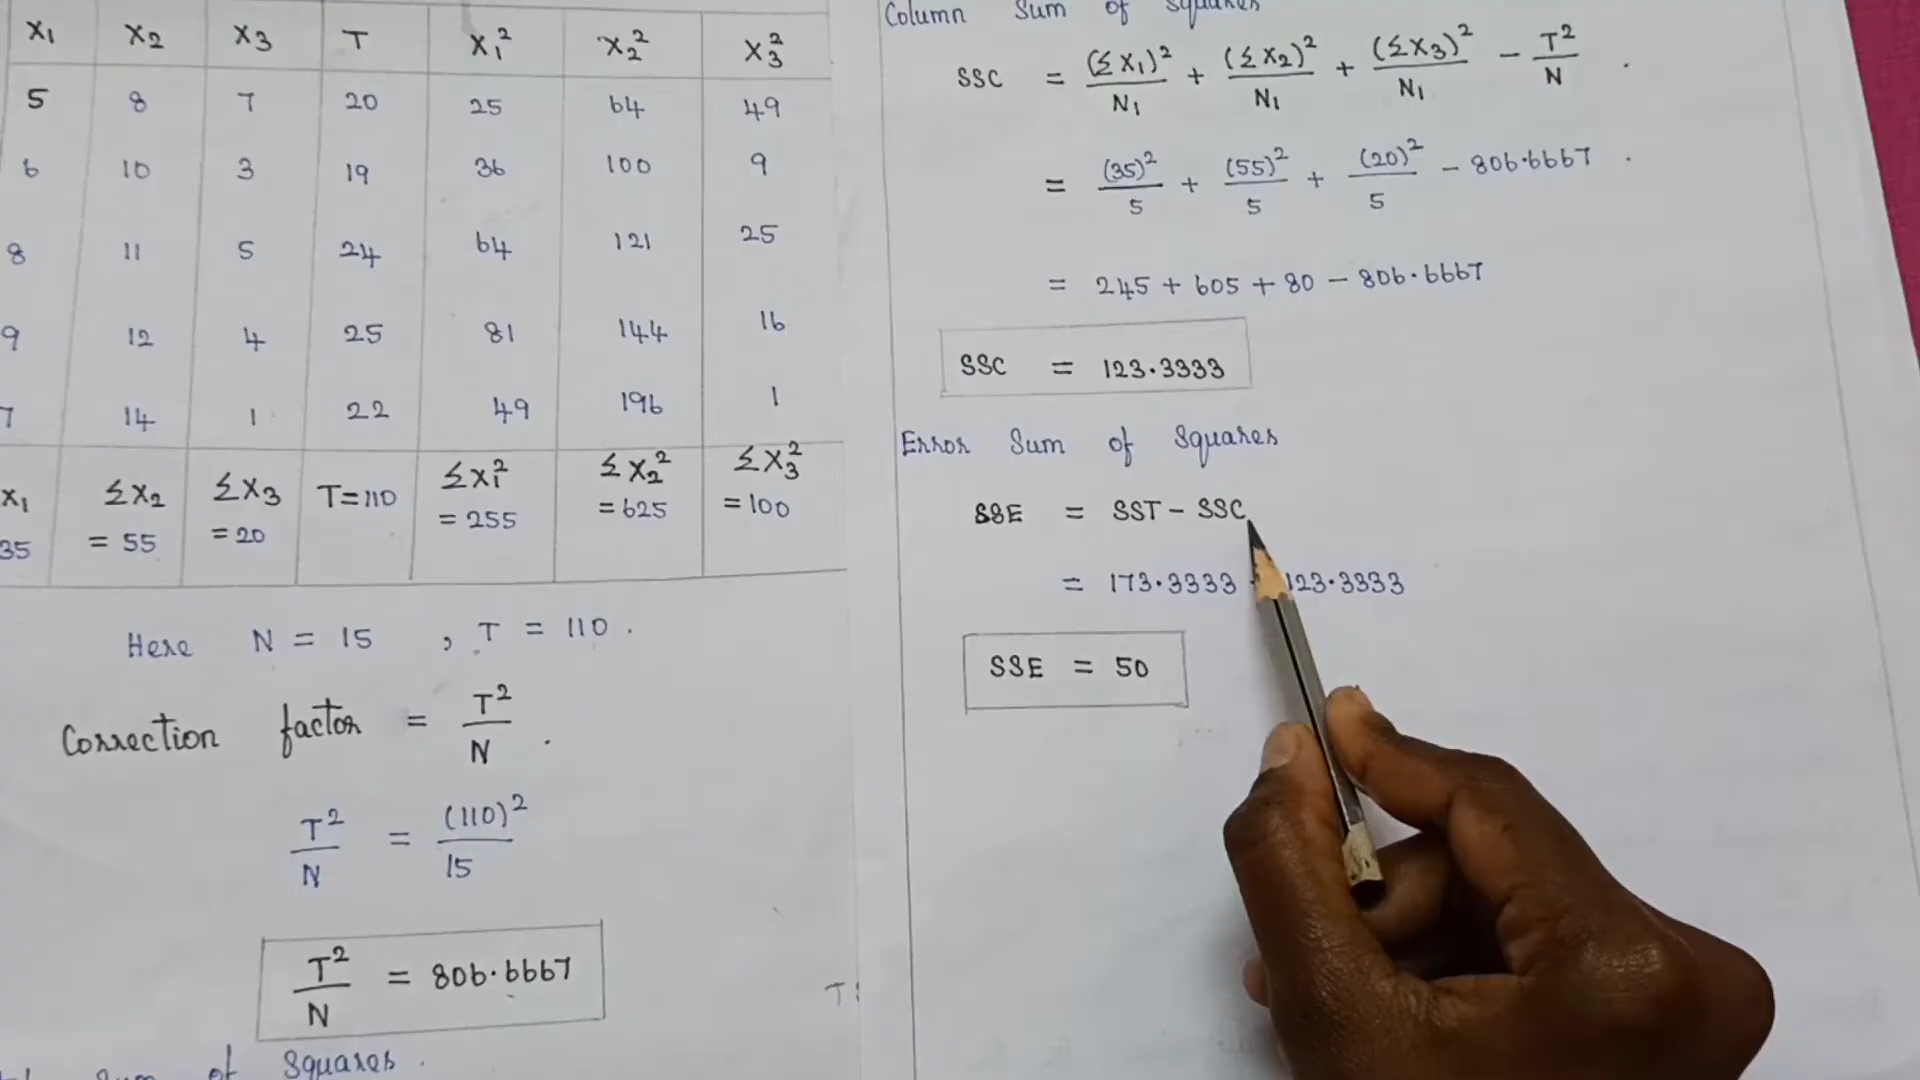 X1 X2 X3 T X1² X2² X3²
5 8 7 20 25 64 49
6 10 3 19 36 100 9
8 11 5 24 64 121 25
9 12 4 25 81 144 16
7 14 1 22 49 196 1
X1 ΣX2 ΣX3 T=110 ΣX1² ΣX2² ΣX3²
35 = 55 = 20 = 255 = 625 = 100
Here N = 15 , T = 110 .
Correction factor = T²/N .
T²/N = (110)²/15
T²/N = 806.6667
Sum of Squares .
Column Sum of Squares
SSC = (ΣX1)²/N1 + (ΣX2)²/N1 + (ΣX3)²/N1 - T²/N .
= (35)²/5 + (55)²/5 + (20)²/5 - 806.6667 .
= 245 + 605 + 80 - 806.6667
SSC = 123.3333
Error Sum of Squares
SSE = SST - SSC
= 173.3333 - 123.3333
SSE = 50